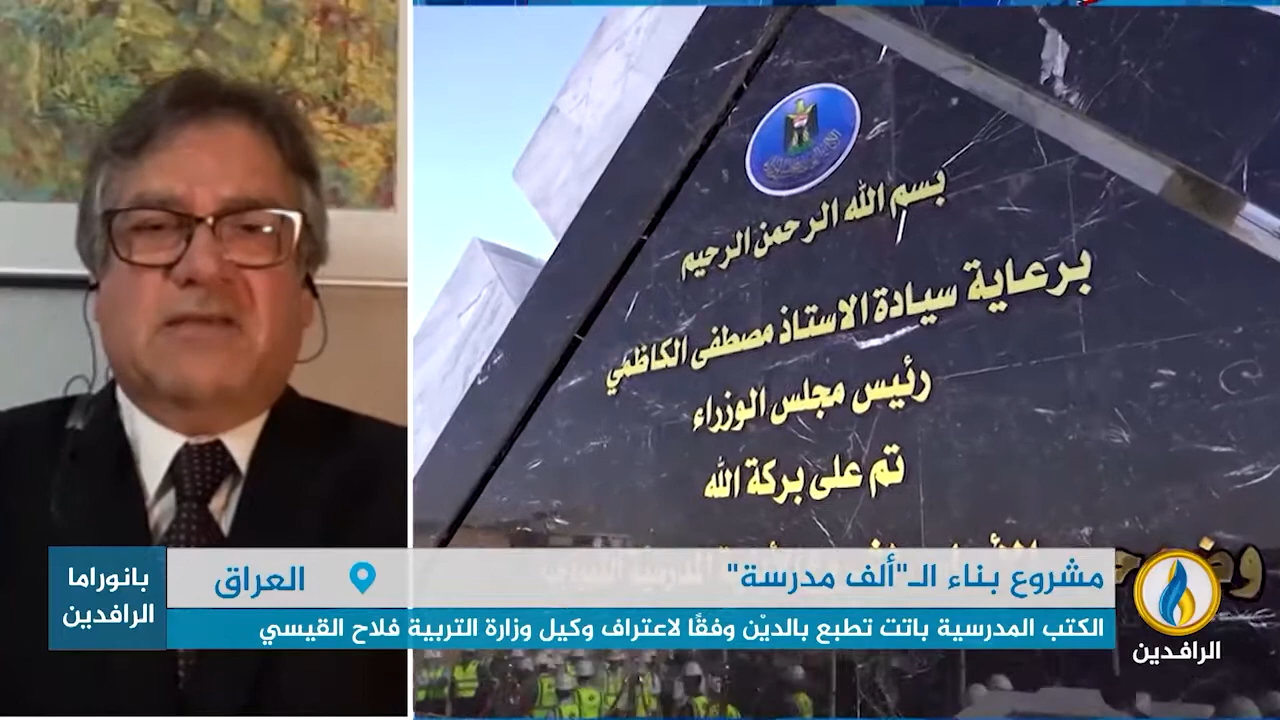 بسم الله الرحمن الرحيم
برعاية سيادة الاستاذ مصطفى الكاظمي
رئيس مجلس الوزراء
تم على بركة الله
مشروع بناء الـ"ألف مدرسة"
العراق
الكتب المدرسية باتت تطبع بالديْن وفقًا لاعتراف وكيل وزارة التربية فلاح القيسي
بانوراما
الرافدين
الرافدين